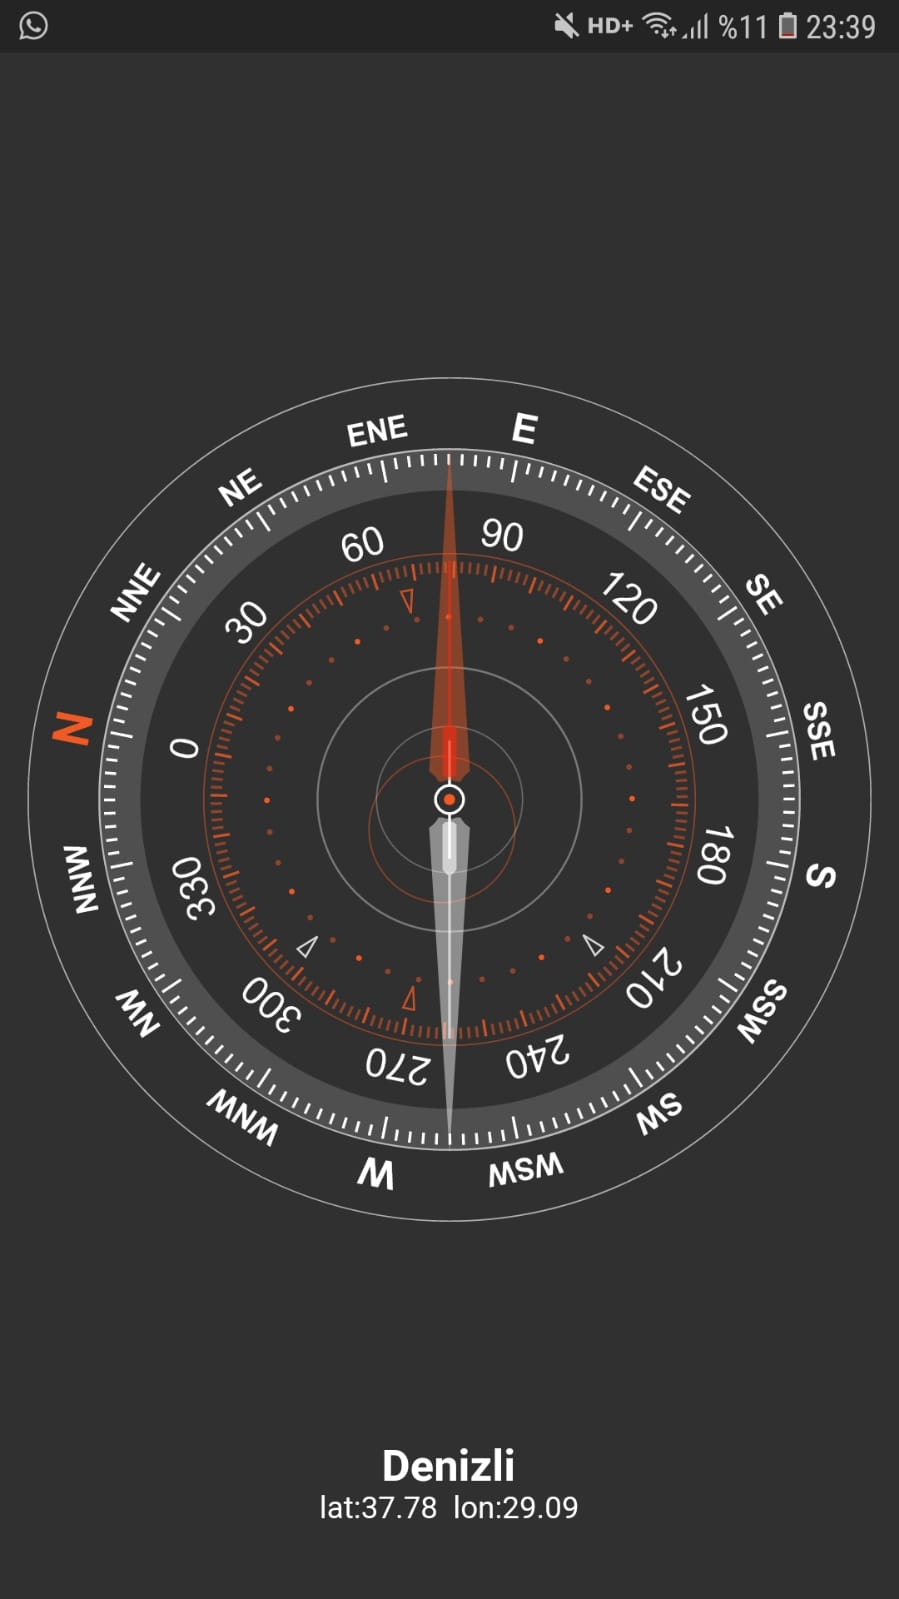 HD+ %11 23:39
ENE
E
NE
ESE
NNE
SE
N
SSE
NNW
S
NW
SSW
WNW
SW
W
WSW
60
90
30
120
0
150
330
180
300
210
270
240
Denizli
lat:37.78 lon:29.09